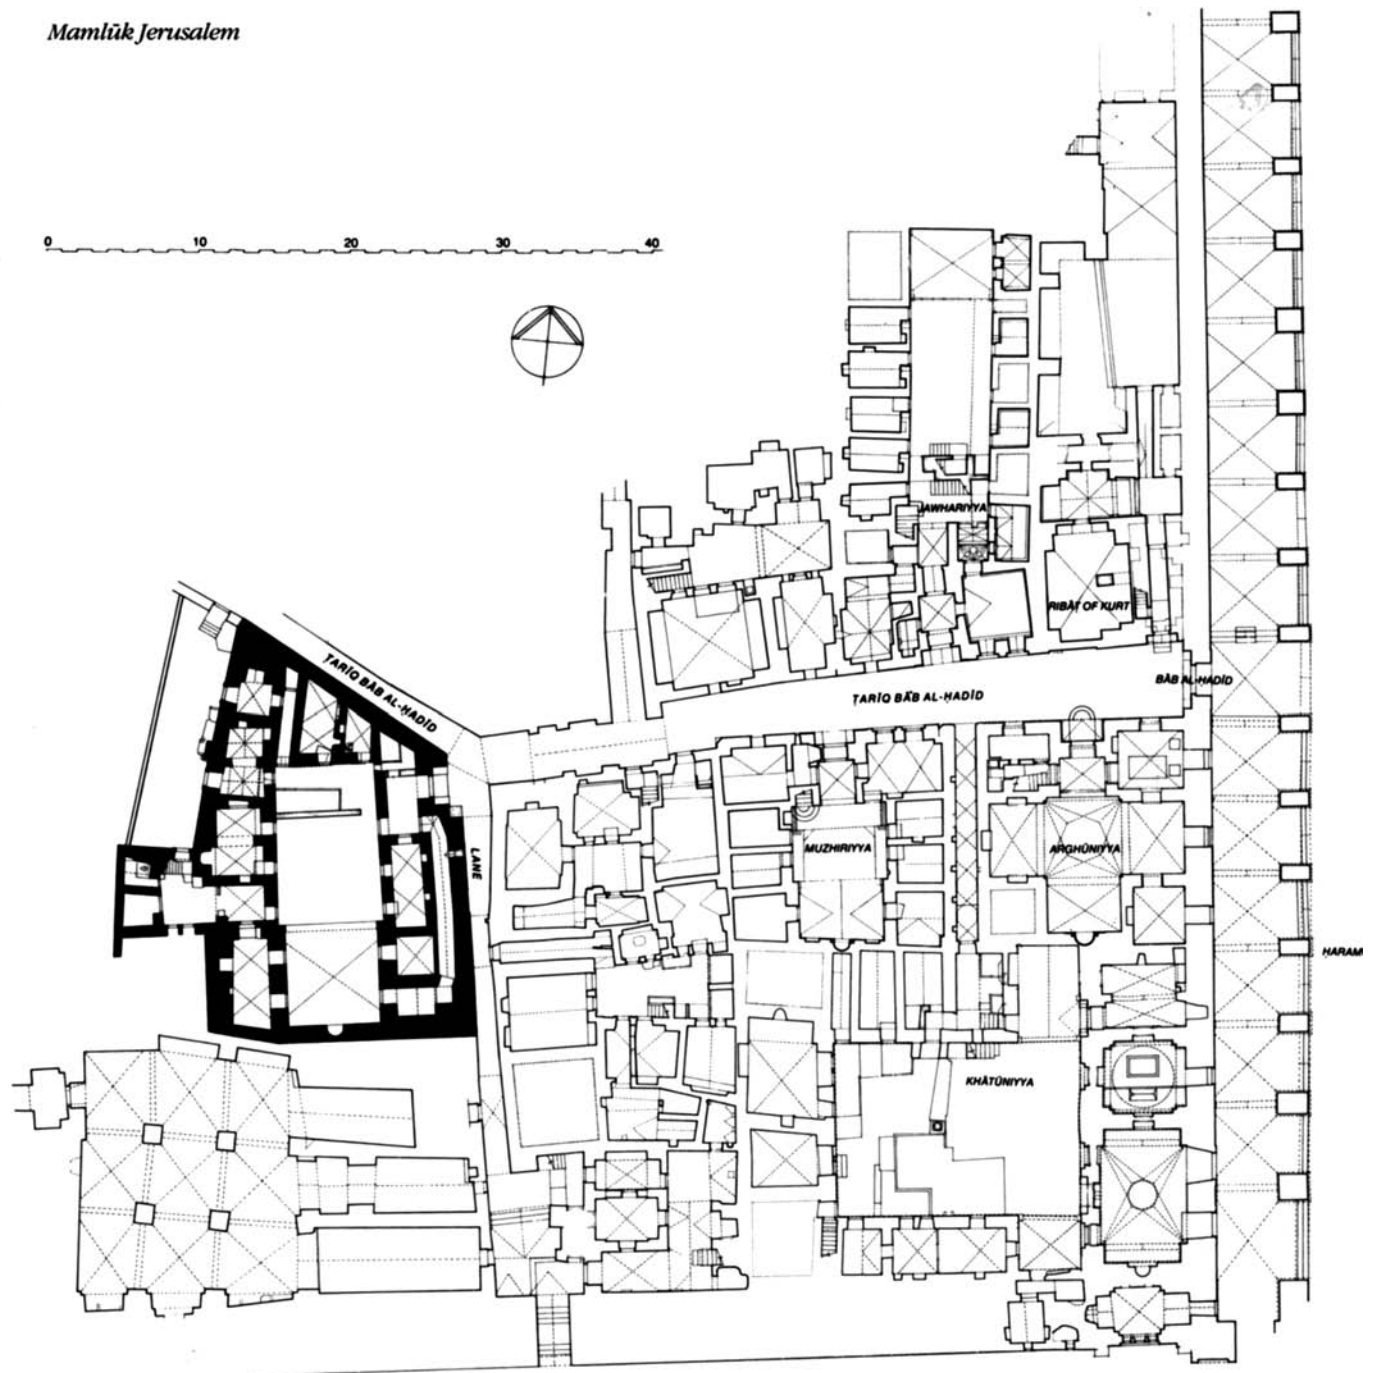 Mamlūk Jerusalem
0 10 20 30 40
JAWHARIYYA
RIBĀṬ OF KURT
ṬARĪQ BĀB AL-ḤADĪD
BĀB AL-ḤADĪD
ṬARĪQ BĀB AL-ḤADĪD
LANE
MUZHIRIYYA
ARGHŪNIYYA
ḤARAM
KHĀTŪNIYYA